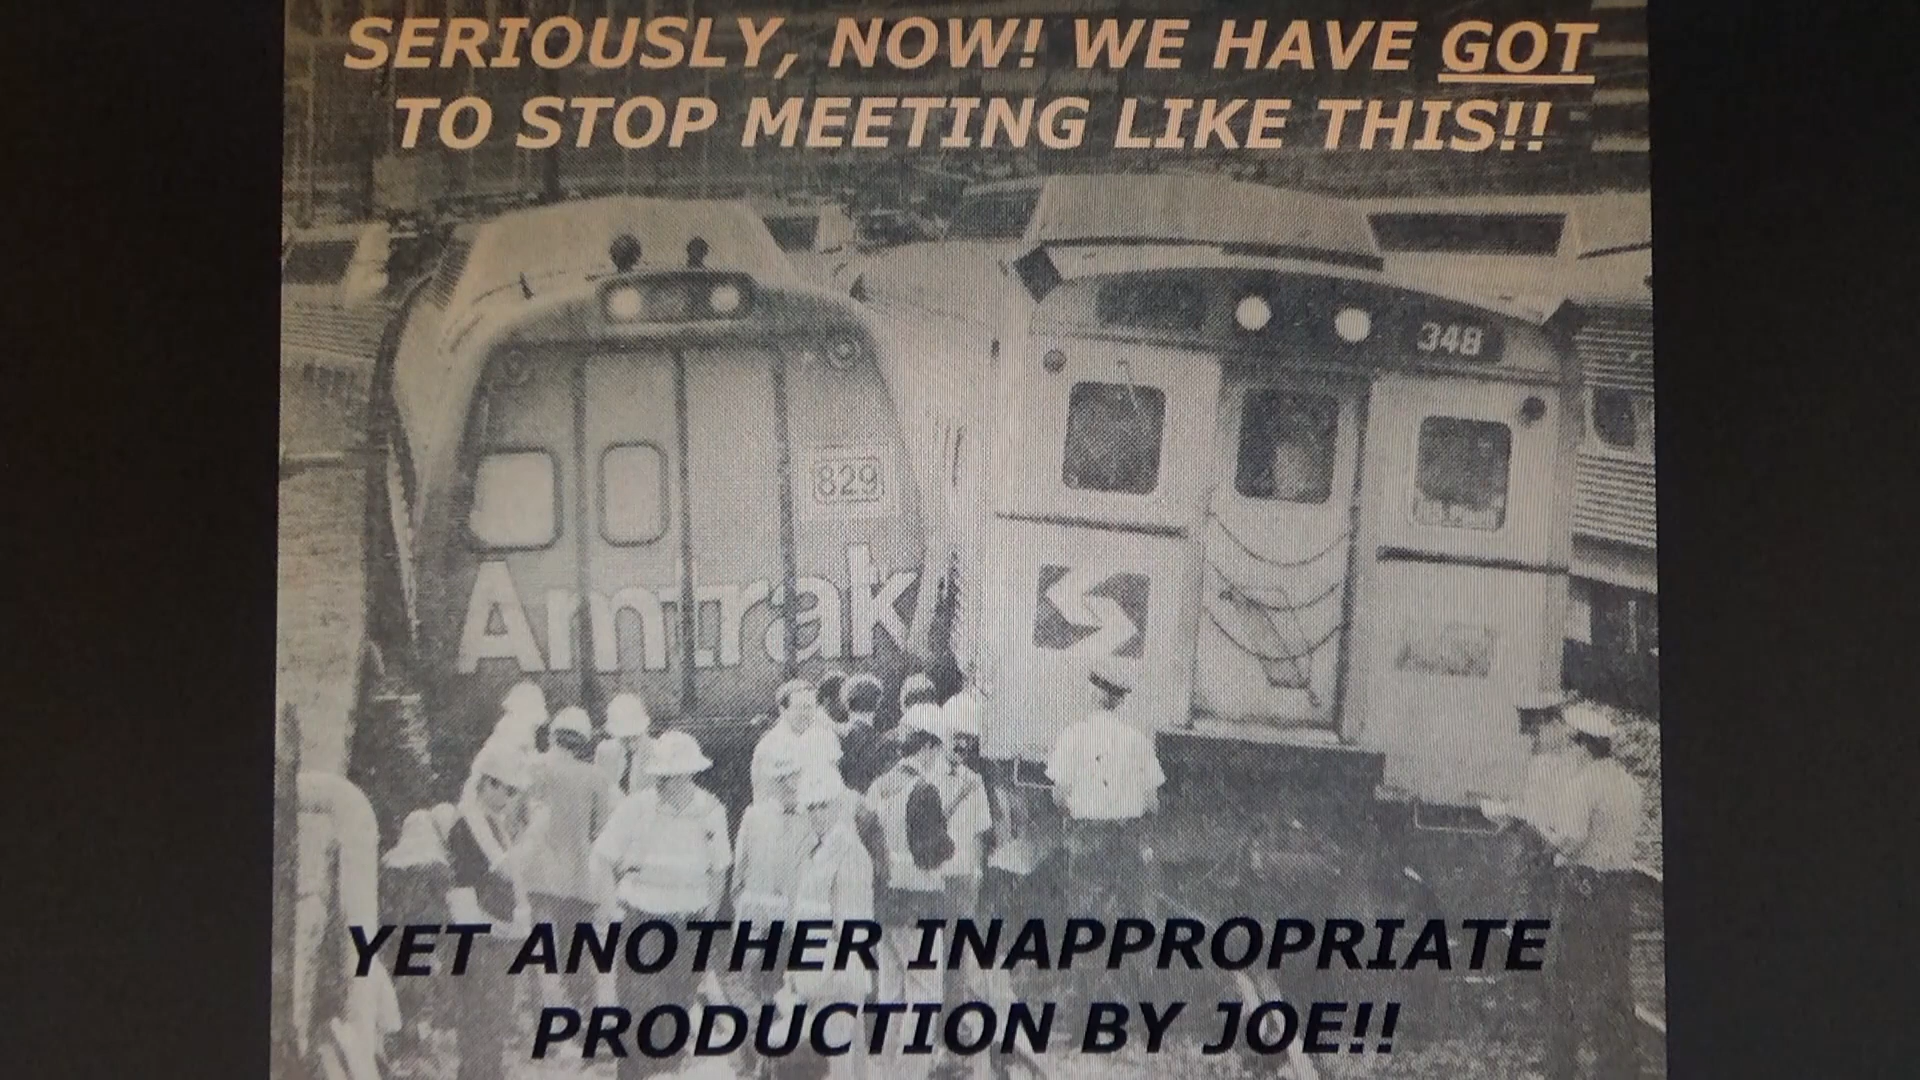 SERIOUSLY, NOW! WE HAVE GOT
TO STOP MEETING LIKE THIS!!
348
829
Amtrak
YET ANOTHER INAPPROPRIATE
PRODUCTION BY JOE!!